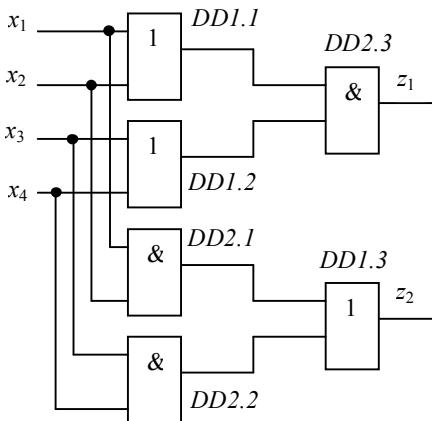 x1
1
DD1.1
x2
DD2.3
&
z1
x3
1
DD1.2
x4
&
DD2.1
DD1.3
1
z2
&
DD2.2